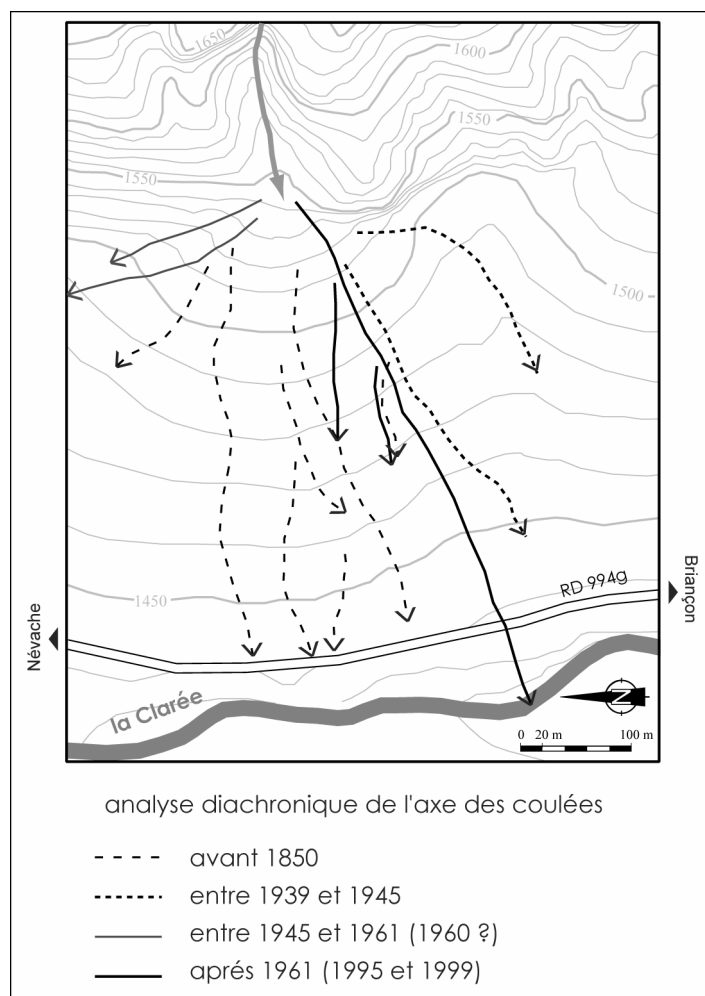 1650
1600
1550
1550
1500
1450
RD 994g
Briançon
Névache
la Clarée
N
0 20 m 100 m
analyse diachronique de l'axe des coulées
avant 1850
entre 1939 et 1945
entre 1945 et 1961 (1960 ?)
aprés 1961 (1995 et 1999)